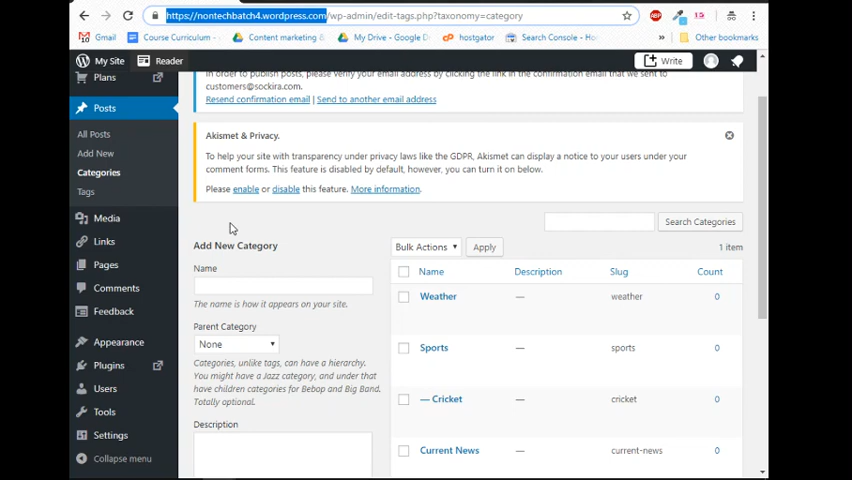 https://nontechbatch4.wordpress.com/wp-admin/edit-tags.php?taxonomy=category
ABP
Gmail
Course Curriculum -
Content marketing &
My Drive - Google D
hostgator
Search Console - Ho
»
Other bookmarks
My Site
Reader
Write
Plans
In order to publish posts, please verify your email address by clicking the link in the confirmation email that we sent to
customers@sockira.com.
Resend confirmation email | Send to another email address
Posts
All Posts
Add New
Categories
Tags
Media
Links
Pages
Comments
Feedback
Appearance
Plugins
Users
Tools
Settings
Collapse menu
Akismet & Privacy.
To help your site with transparency under privacy laws like the GDPR, Akismet can display a notice to your users under your
comment forms. This feature is disabled by default, however, you can turn it on below.
Please enable or disable this feature. More information.
Search Categories
Add New Category
Bulk Actions
Apply
1 item
Name
The name is how it appears on your site.
Parent Category
None
Categories, unlike tags, can have a hierarchy.
You might have a Jazz category, and under that
have children categories for Bebop and Big Band.
Totally optional.
Description
Name Description Slug Count
Weather — weather 0
Sports — sports 0
— Cricket — cricket 0
Current News — current-news 0